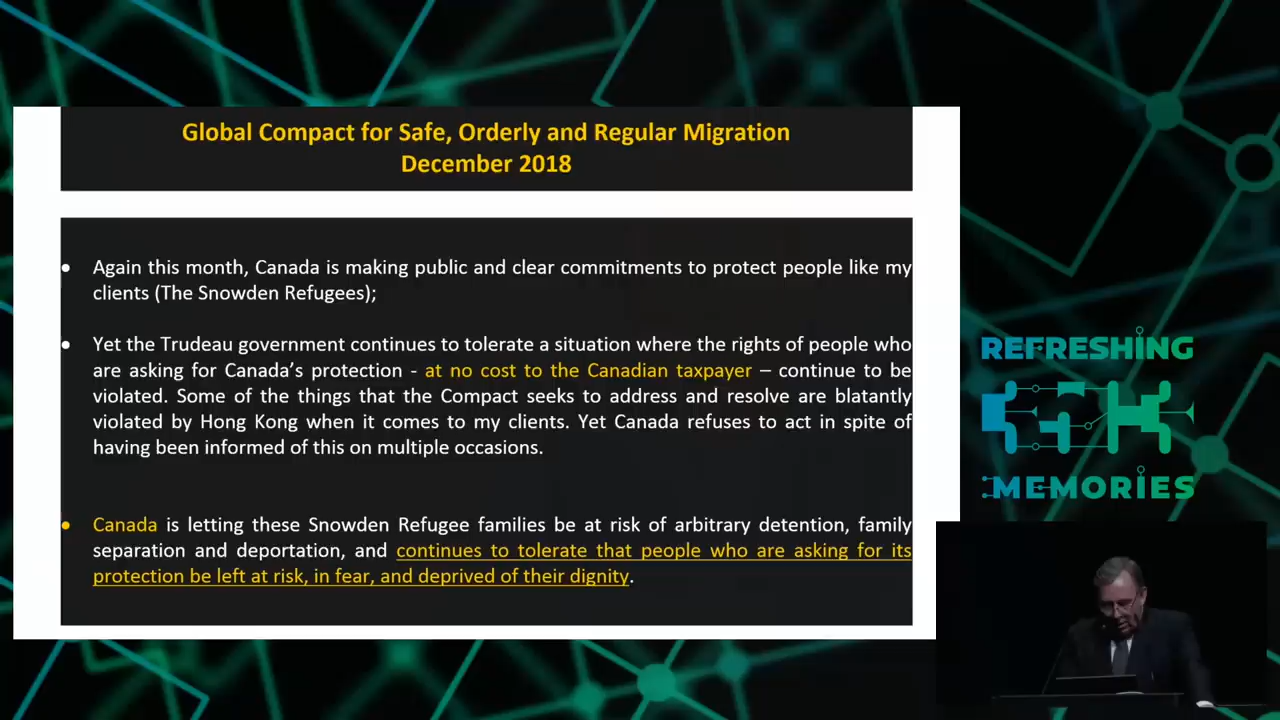 Global Compact for Safe, Orderly and Regular Migration
December 2018
● Again this month, Canada is making public and clear commitments to protect people like my
clients (The Snowden Refugees);
● Yet the Trudeau government continues to tolerate a situation where the rights of people who
are asking for Canada’s protection - at no cost to the Canadian taxpayer – continue to be
violated. Some of the things that the Compact seeks to address and resolve are blatantly
violated by Hong Kong when it comes to my clients. Yet Canada refuses to act in spite of
having been informed of this on multiple occasions.
● Canada is letting these Snowden Refugee families be at risk of arbitrary detention, family
separation and deportation, and continues to tolerate that people who are asking for its
protection be left at risk, in fear, and deprived of their dignity.
REFRESHING
35C3
MEMORIES